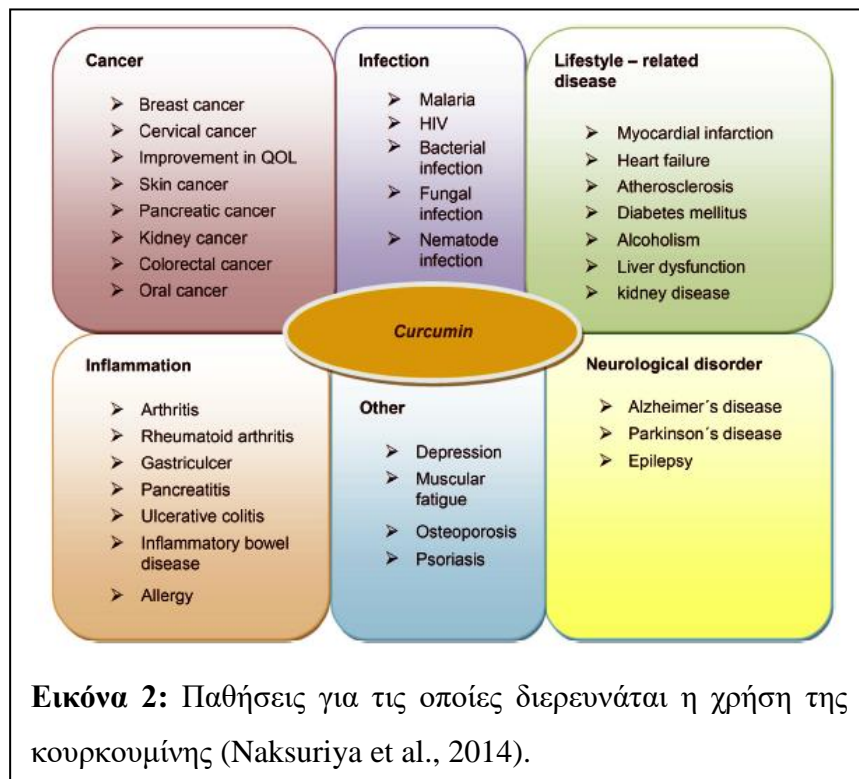 Cancer
➢ Breast cancer
➢ Cervical cancer
➢ Improvement in QOL
➢ Skin cancer
➢ Pancreatic cancer
➢ Kidney cancer
➢ Colorectal cancer
➢ Oral cancer
Infection
➢ Malaria
➢ HIV
➢ Bacterial
infection
➢ Fungal
infection
➢ Nematode
infection
Lifestyle – related
disease
➢ Myocardial infarction
➢ Heart failure
➢ Atherosclerosis
➢ Diabetes mellitus
➢ Alcoholism
➢ Liver dysfunction
➢ kidney disease
Curcumin
Inflammation
➢ Arthritis
➢ Rheumatoid arthritis
➢ Gastriculcer
➢ Pancreatitis
➢ Ulcerative colitis
➢ Inflammatory bowel
disease
➢ Allergy
Other
➢ Depression
➢ Muscular
fatigue
➢ Osteoporosis
➢ Psoriasis
Neurological disorder
➢ Alzheimer´s disease
➢ Parkinson´s disease
➢ Epilepsy
Εικόνα 2: Παθήσεις για τις οποίες διερευνάται η χρήση της
κουρκουμίνης (Naksuriya et al., 2014).